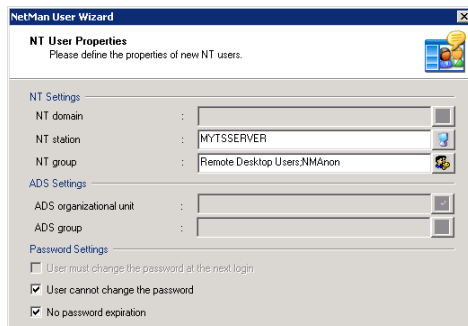 NetMan User Wizard
NT User Properties
Please define the properties of new NT users.
NT Settings
NT domain :
NT station : MYTSSERVER
NT group : Remote Desktop Users;NMAnon
ADS Settings
ADS organizational unit :
ADS group :
Password Settings
User must change the password at the next login
User cannot change the password
No password expiration